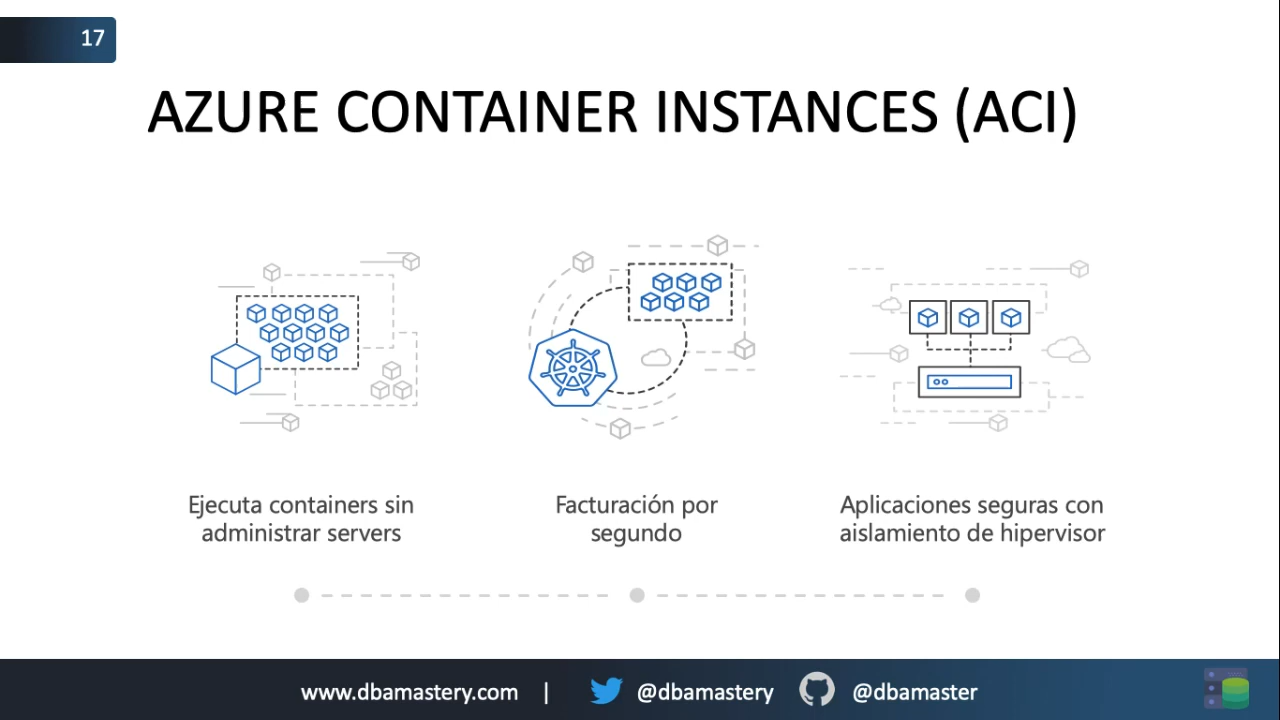 17
AZURE CONTAINER INSTANCES (ACI)
Ejecuta containers sin
administrar servers
Facturación por
segundo
Aplicaciones seguras con
aislamiento de hipervisor
www.dbamastery.com | @dbamastery @dbamaster